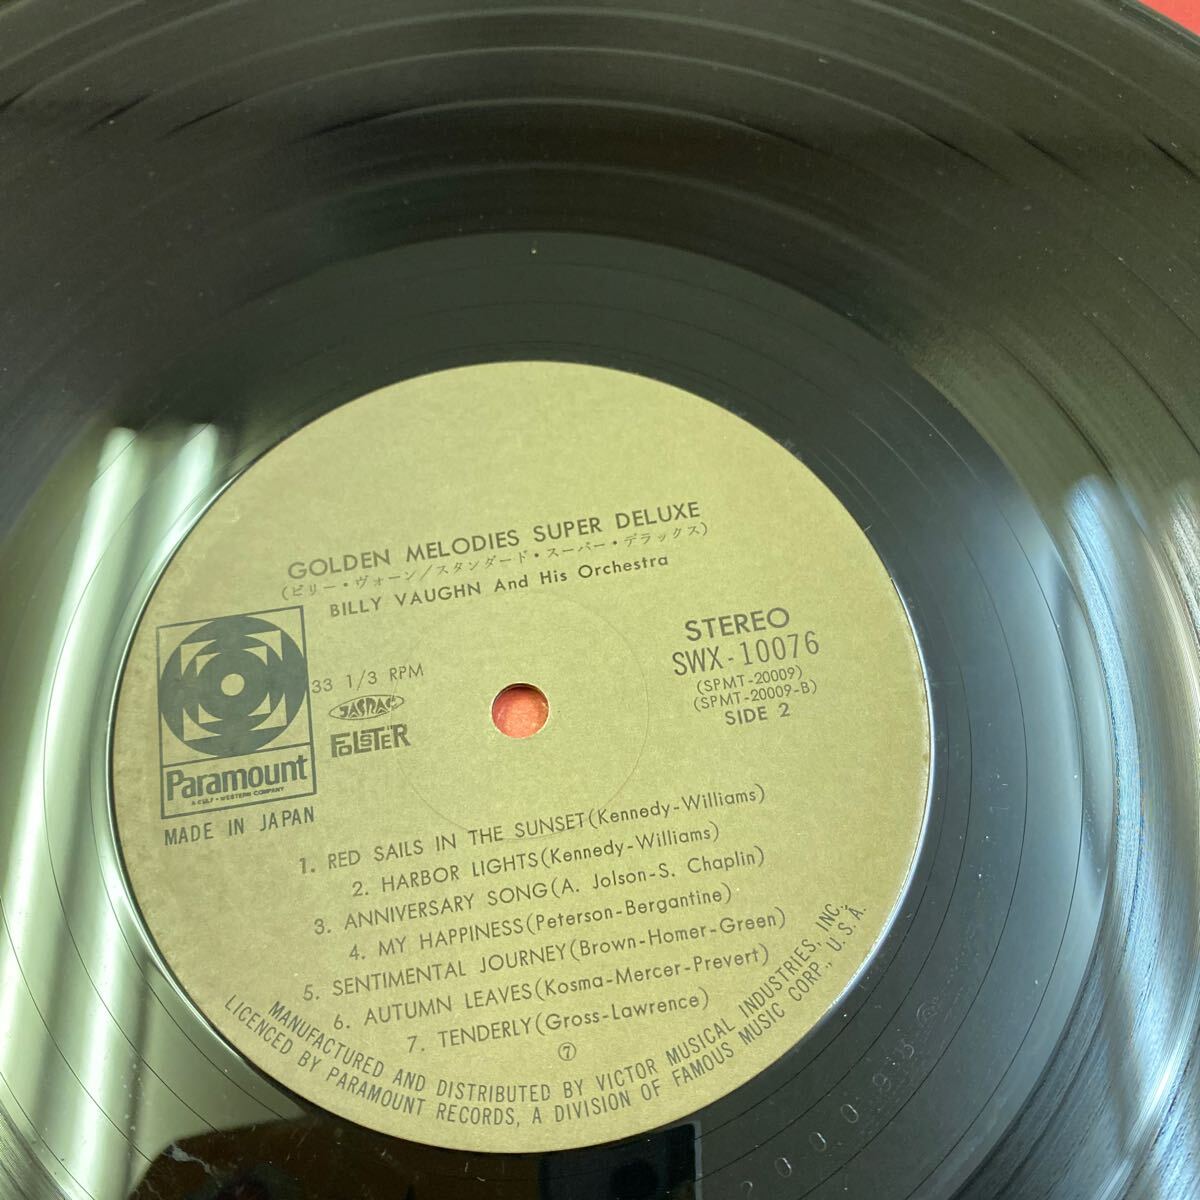 GOLDEN MELODIES SUPER DELUXE
(ビリー・ヴォーン/スタンダード・スーパー・デラックス)
BILLY VAUGHN And His Orchestra
STEREO
SWX-10076
(SPMT-20009)
(SPMT-20009-B)
SIDE 2
33 1/3 RPM
JASRAC
FOLSTER
Paramount
A GULF+WESTERN COMPANY
MADE IN JAPAN
1. RED SAILS IN THE SUNSET(Kennedy-Williams)
2. HARBOR LIGHTS(Kennedy-Williams)
3. ANNIVERSARY SONG(A. Jolson-S. Chaplin)
4. MY HAPPINESS(Peterson-Bergantine)
5. SENTIMENTAL JOURNEY(Brown-Homer-Green)
6. AUTUMN LEAVES(Kosma-Mercer-Prevert)
7. TENDERLY(Gross-Lawrence)
⑦
MANUFACTURED AND DISTRIBUTED BY VICTOR MUSICAL INDUSTRIES, INC.,
LICENCED BY PARAMOUNT RECORDS, A DIVISION OF FAMOUS MUSIC CORP., U.S.A.